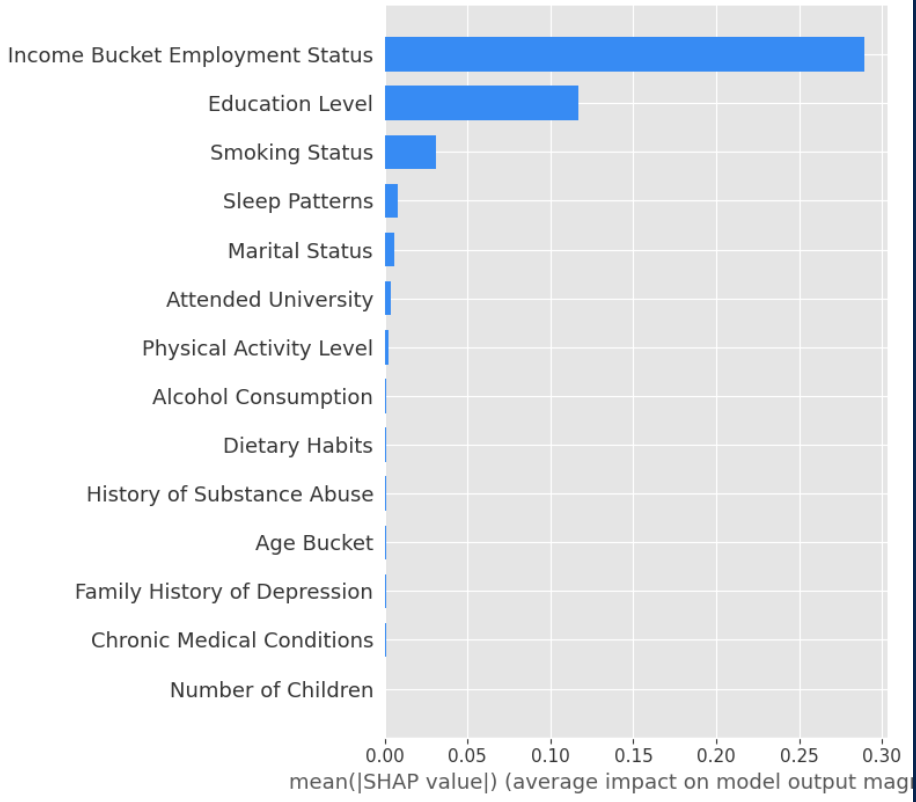 Income Bucket Employment Status
Education Level
Smoking Status
Sleep Patterns
Marital Status
Attended University
Physical Activity Level
Alcohol Consumption
Dietary Habits
History of Substance Abuse
Age Bucket
Family History of Depression
Chronic Medical Conditions
Number of Children
0.00 0.05 0.10 0.15 0.20 0.25 0.30
mean(|SHAP value|) (average impact on model output